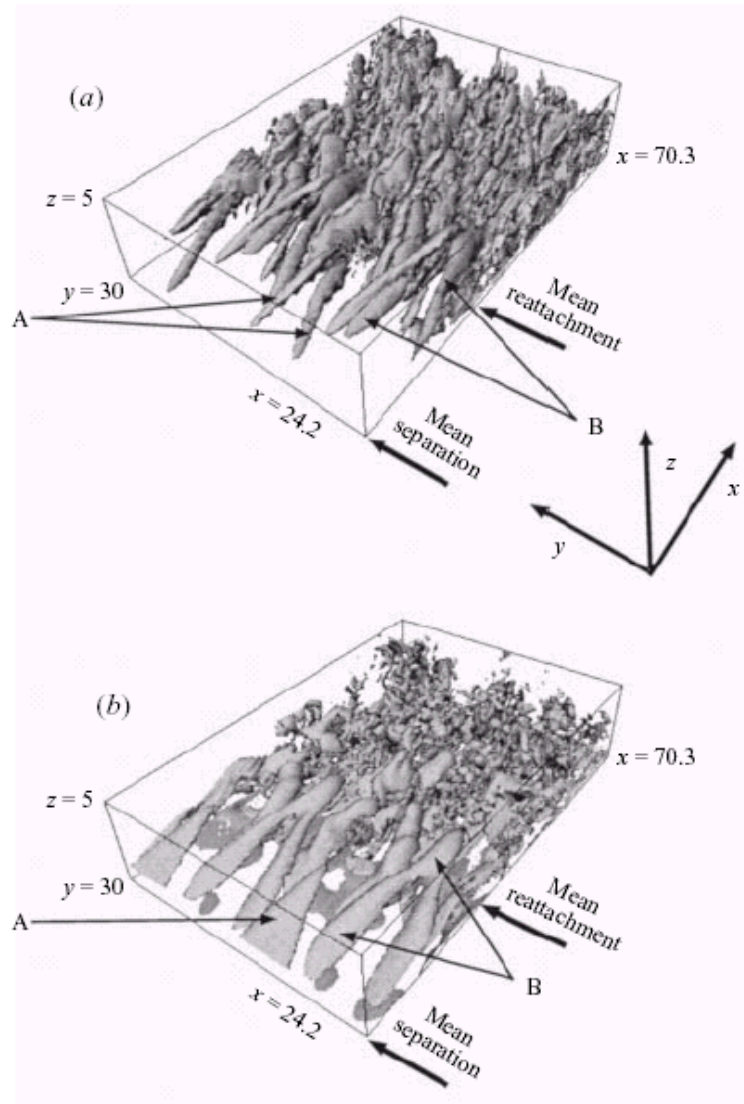 (a)
x = 70.3
z = 5
y = 30
A
Mean
reattachment
x = 24.2
Mean
separation
B
z
x
y
(b)
x = 70.3
z = 5
y = 30
A
Mean
reattachment
B
x = 24.2
Mean
separation